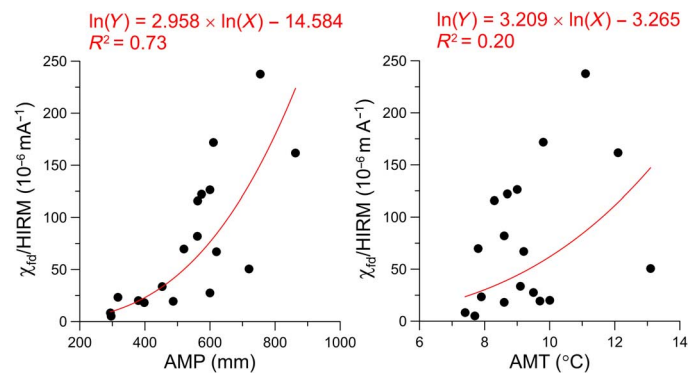 ln(Y) = 2.958 × ln(X) − 14.584
R² = 0.73
250
200
150
100
50
0
χfd/HIRM (10⁻⁶ m A⁻¹)
200 400 600 800 1000
AMP (mm)
ln(Y) = 3.209 × ln(X) − 3.265
R² = 0.20
250
200
150
100
50
0
χfd/HIRM (10⁻⁶ m A⁻¹)
6 8 10 12 14
AMT (°C)